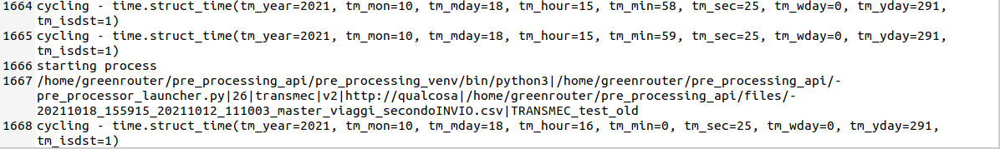 1664 cycling - time.struct_time(tm_year=2021, tm_mon=10, tm_mday=18, tm_hour=15, tm_min=58, tm_sec=25, tm_wday=0, tm_yday=291,
tm_isdst=1)
1665 cycling - time.struct_time(tm_year=2021, tm_mon=10, tm_mday=18, tm_hour=15, tm_min=59, tm_sec=25, tm_wday=0, tm_yday=291,
tm_isdst=1)
1666 starting process
1667 /home/greenrouter/pre_processing_api/pre_processing_venv/bin/python3|/home/greenrouter/pre_processing_api/-
pre_processor_launcher.py|26|transmec|v2|http://qualcosa|/home/greenrouter/pre_processing_api/files/-
20211018_155915_20211012_111003_master_viaggi_secondoINVIO.csv|TRANSMEC_test_old
1668 cycling - time.struct_time(tm_year=2021, tm_mon=10, tm_mday=18, tm_hour=16, tm_min=0, tm_sec=25, tm_wday=0, tm_yday=291,
tm_isdst=1)